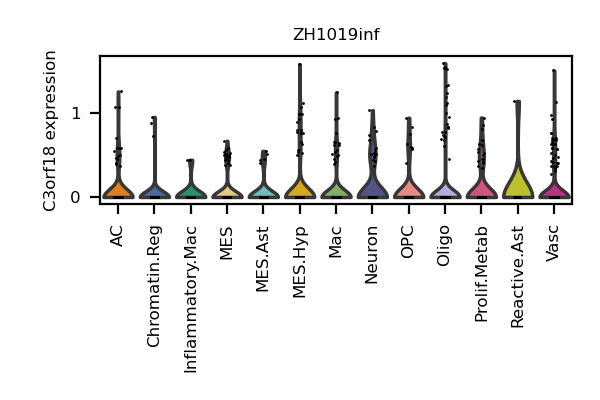 ZH1019inf
C3orf18 expression
1
0
AC
Chromatin.Reg
Inflammatory.Mac
MES
MES.Ast
MES.Hyp
Mac
Neuron
OPC
Oligo
Prolif.Metab
Reactive.Ast
Vasc